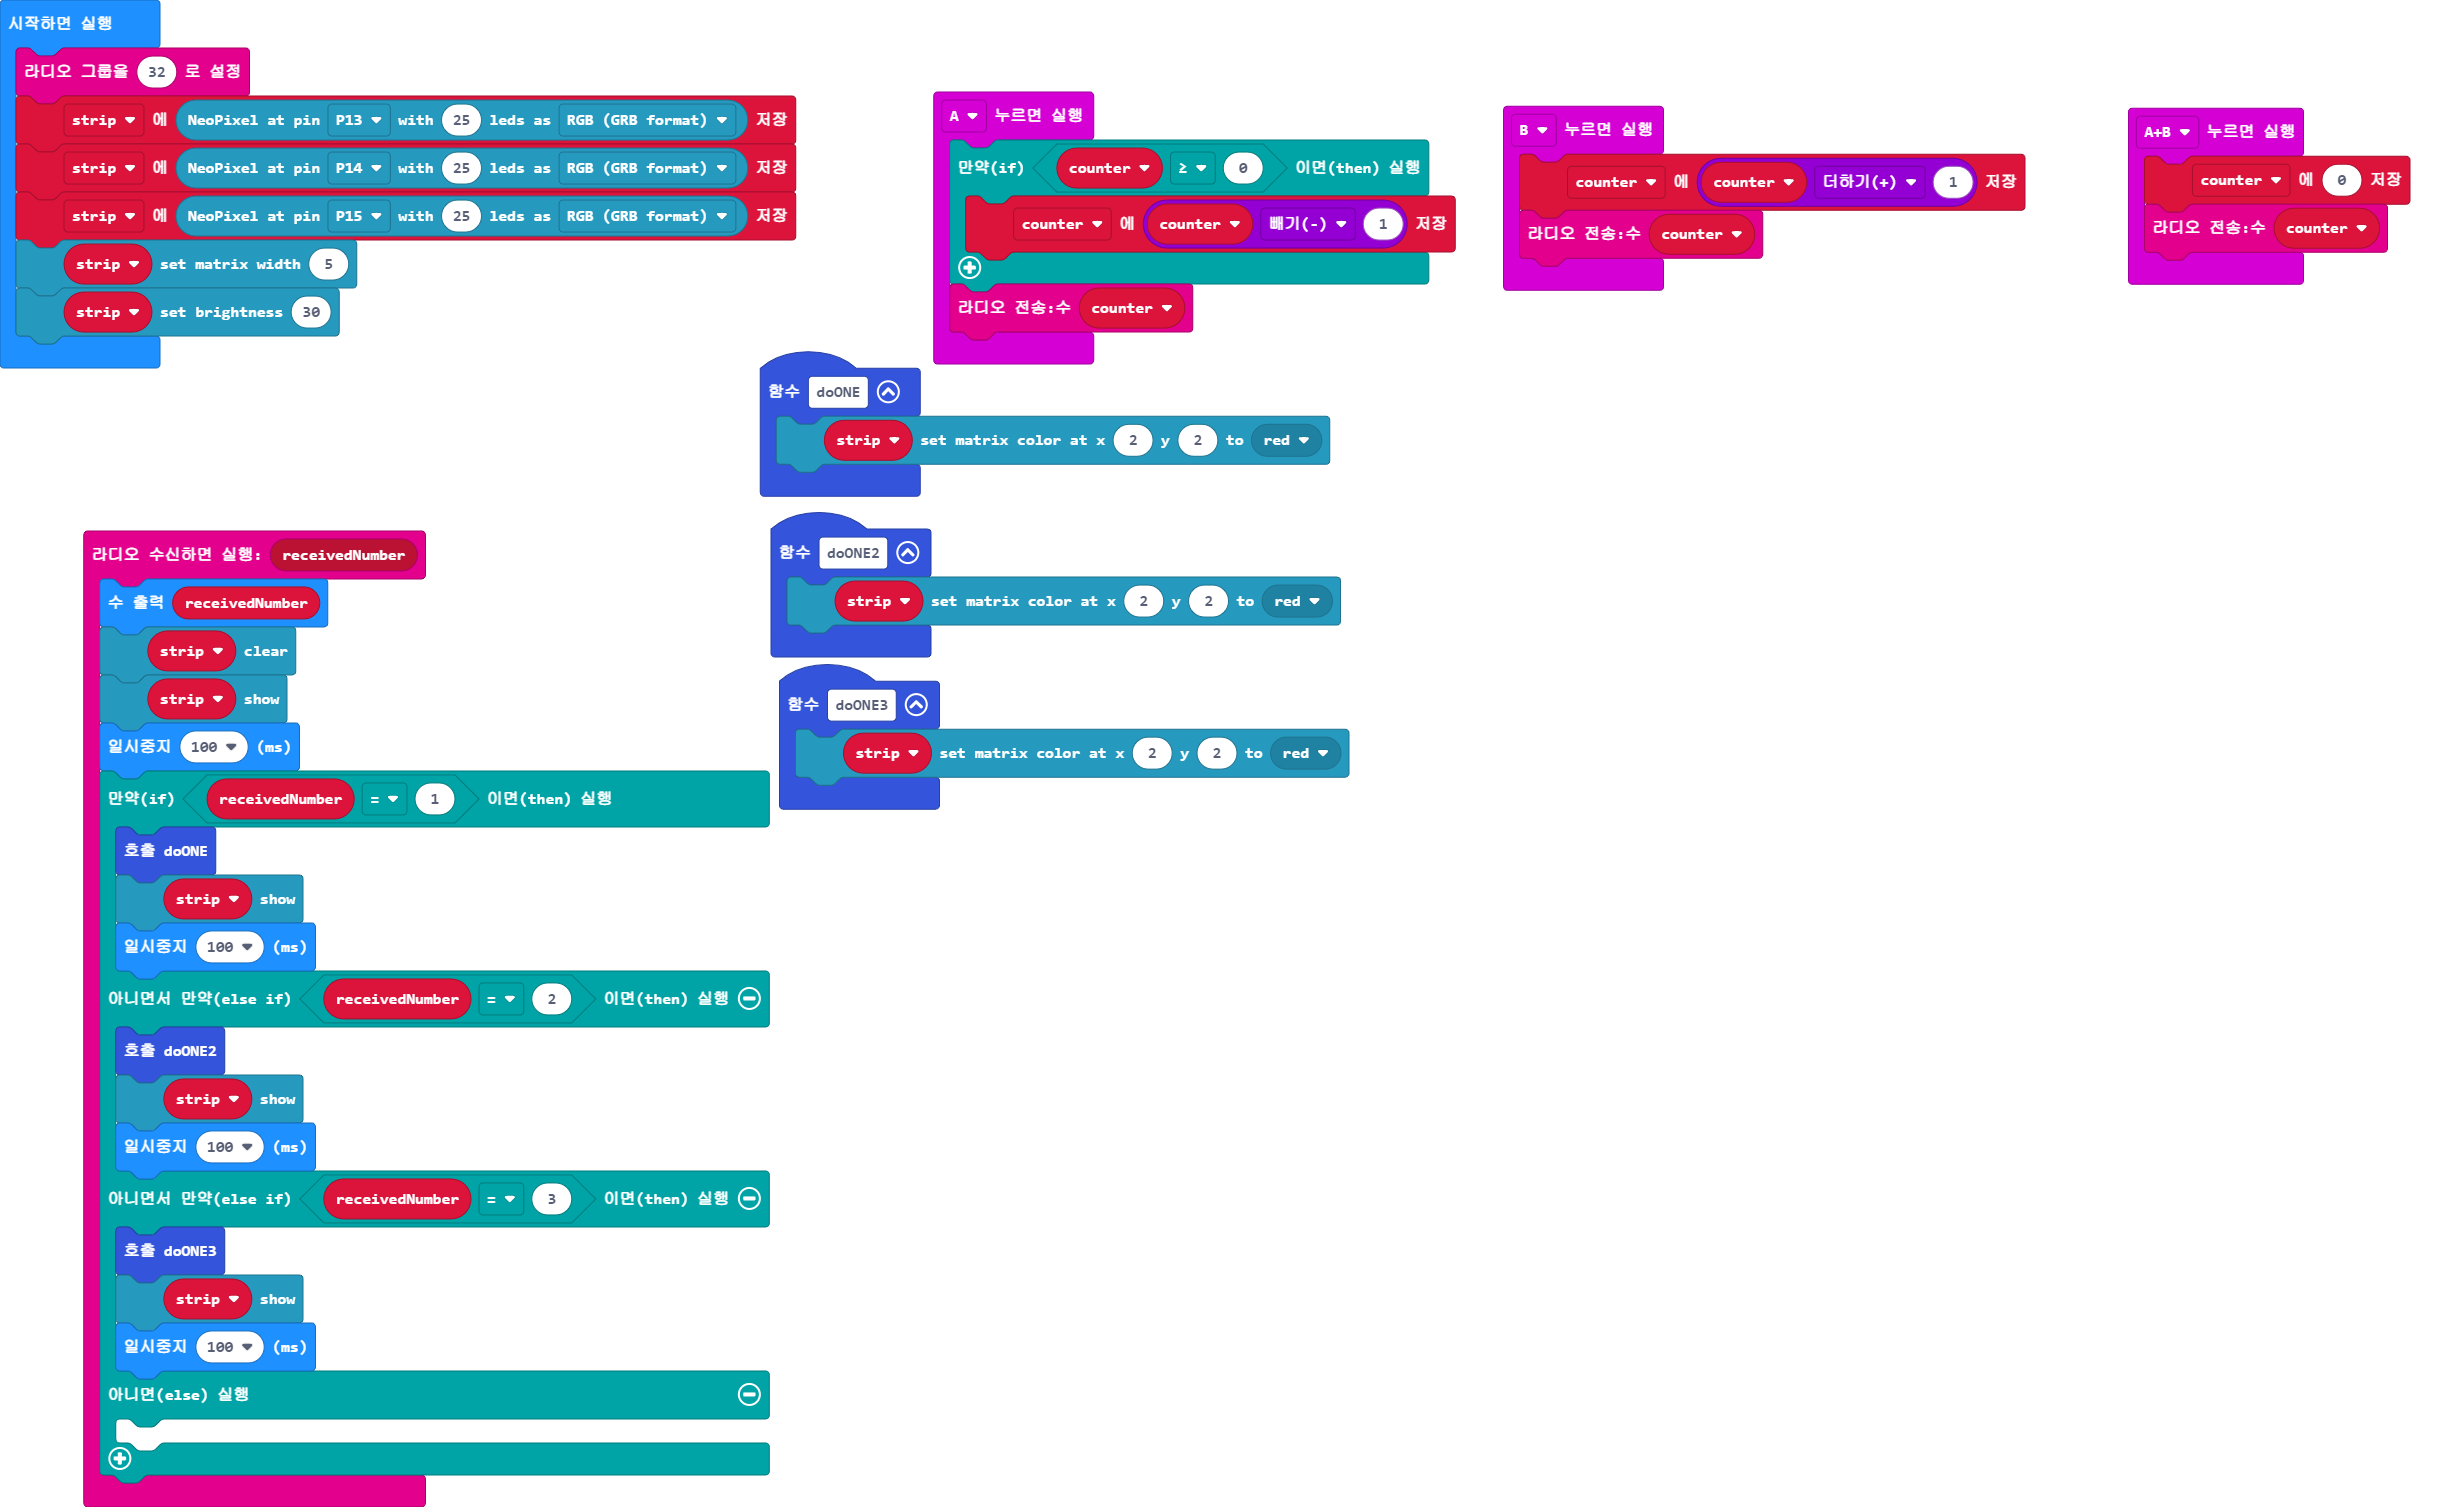 시작하면 실행
라디오 그룹을 32 로 설정
strip 에 NeoPixel at pin P13 with 25 leds as RGB (GRB format) 저장
strip 에 NeoPixel at pin P14 with 25 leds as RGB (GRB format) 저장
strip 에 NeoPixel at pin P15 with 25 leds as RGB (GRB format) 저장
strip set matrix width 5
strip set brightness 30
A 누르면 실행
만약(if) counter ≥ 0 이면(then) 실행
counter 에 counter 빼기(-) 1 저장
라디오 전송:수 counter
B 누르면 실행
counter 에 counter 더하기(+) 1 저장
라디오 전송:수 counter
A+B 누르면 실행
counter 에 0 저장
라디오 전송:수 counter
함수 doONE
strip set matrix color at x 2 y 2 to red
함수 doONE2
strip set matrix color at x 2 y 2 to red
함수 doONE3
strip set matrix color at x 2 y 2 to red
라디오 수신하면 실행: receivedNumber
수 출력 receivedNumber
strip clear
strip show
일시중지 100 (ms)
만약(if) receivedNumber = 1 이면(then) 실행
호출 doONE
strip show
일시중지 100 (ms)
아니면서 만약(else if) receivedNumber = 2 이면(then) 실행
호출 doONE2
strip show
일시중지 100 (ms)
아니면서 만약(else if) receivedNumber = 3 이면(then) 실행
호출 doONE3
strip show
일시중지 100 (ms)
아니면(else) 실행